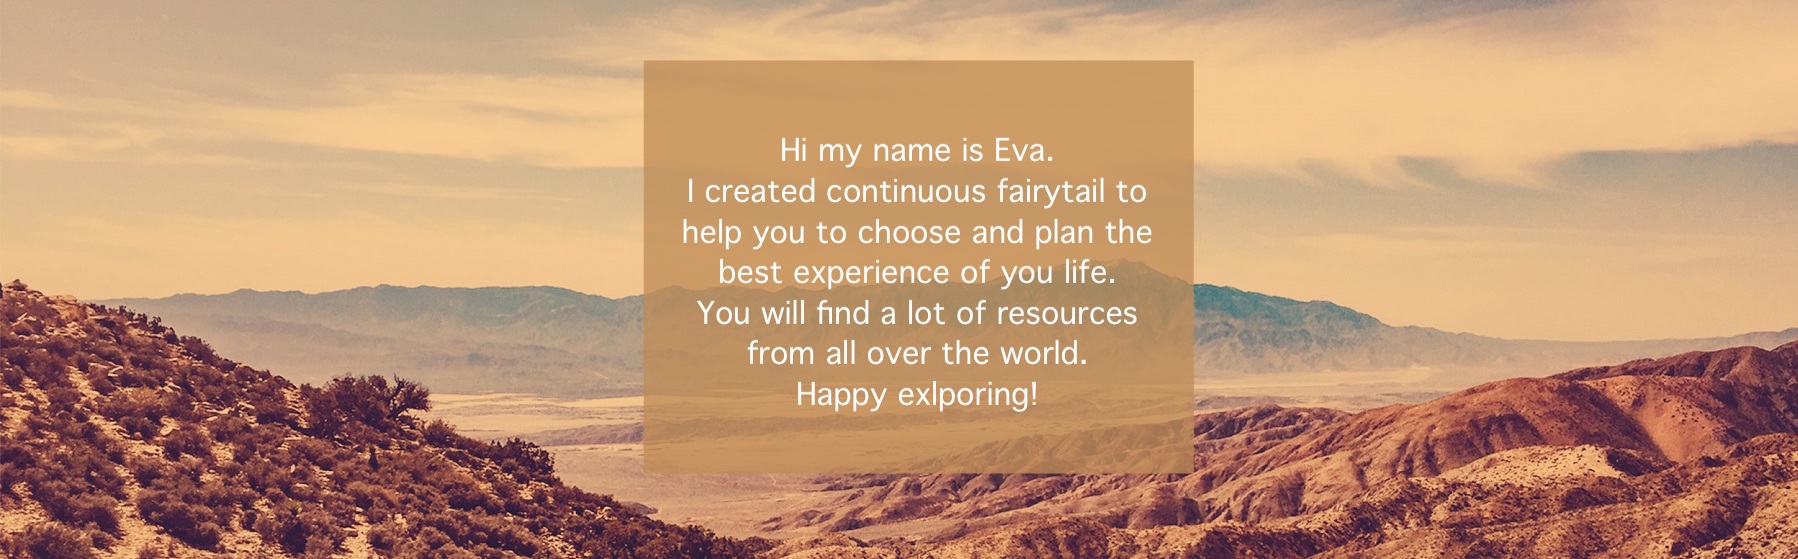 Hi my name is Eva.
I created continuous fairytail to
help you to choose and plan the
best experience of you life.
You will find a lot of resources
from all over the world.
Happy exlporing!